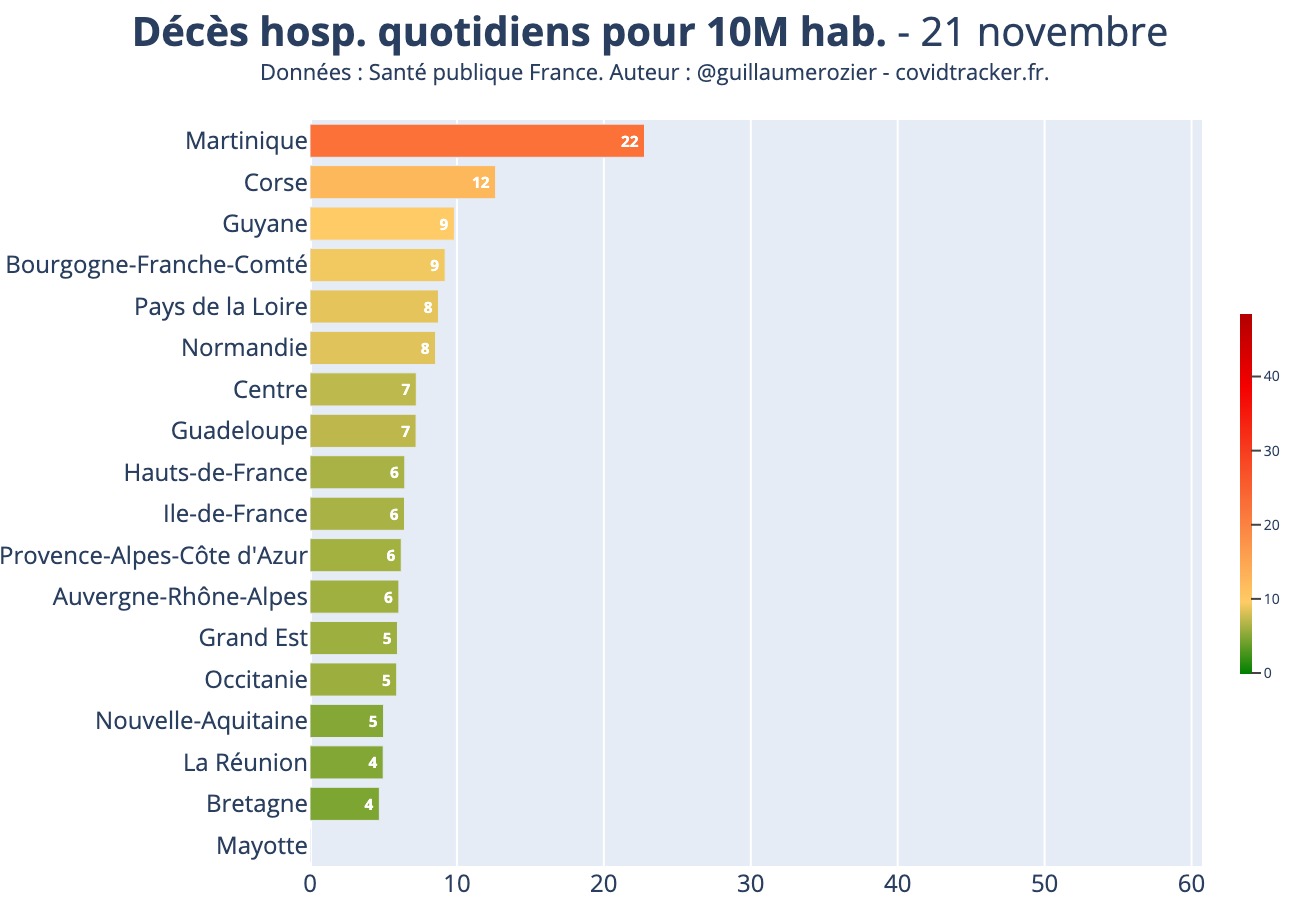 Décès hosp. quotidiens pour 10M hab. - 21 novembre
Données : Santé publique France. Auteur : @guillaumerozier - covidtracker.fr.
Martinique 22
Corse 12
Guyane 9
Bourgogne-Franche-Comté 9
Pays de la Loire 8
Normandie 8
Centre 7
Guadeloupe 7
Hauts-de-France 6
Ile-de-France 6
Provence-Alpes-Côte d'Azur 6
Auvergne-Rhône-Alpes 6
Grand Est 5
Occitanie 5
Nouvelle-Aquitaine 5
La Réunion 4
Bretagne 4
Mayotte
0 10 20 30 40 50 60
40
30
20
10
0